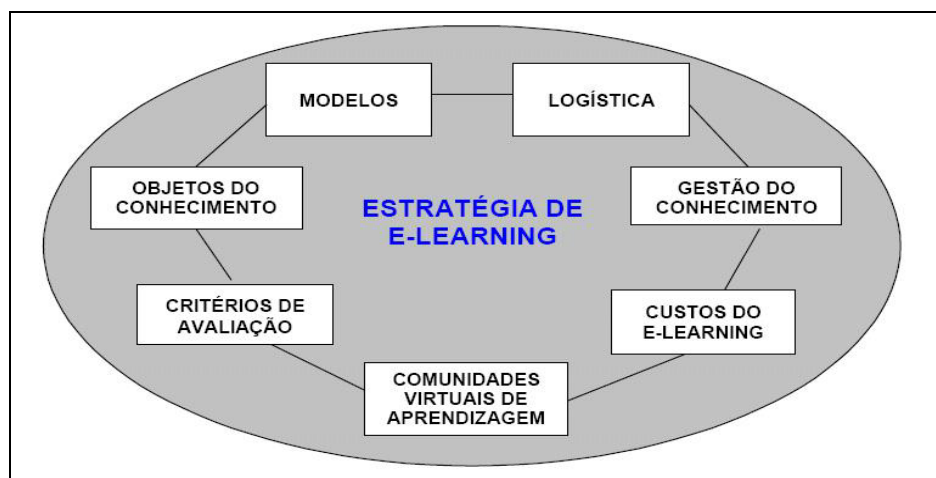 MODELOS
LOGÍSTICA
OBJETOS DO
CONHECIMENTO
ESTRATÉGIA DE
E-LEARNING
GESTÃO DO
CONHECIMENTO
CRITÉRIOS DE
AVALIAÇÃO
CUSTOS DO
E-LEARNING
COMUNIDADES
VIRTUAIS DE
APRENDIZAGEM